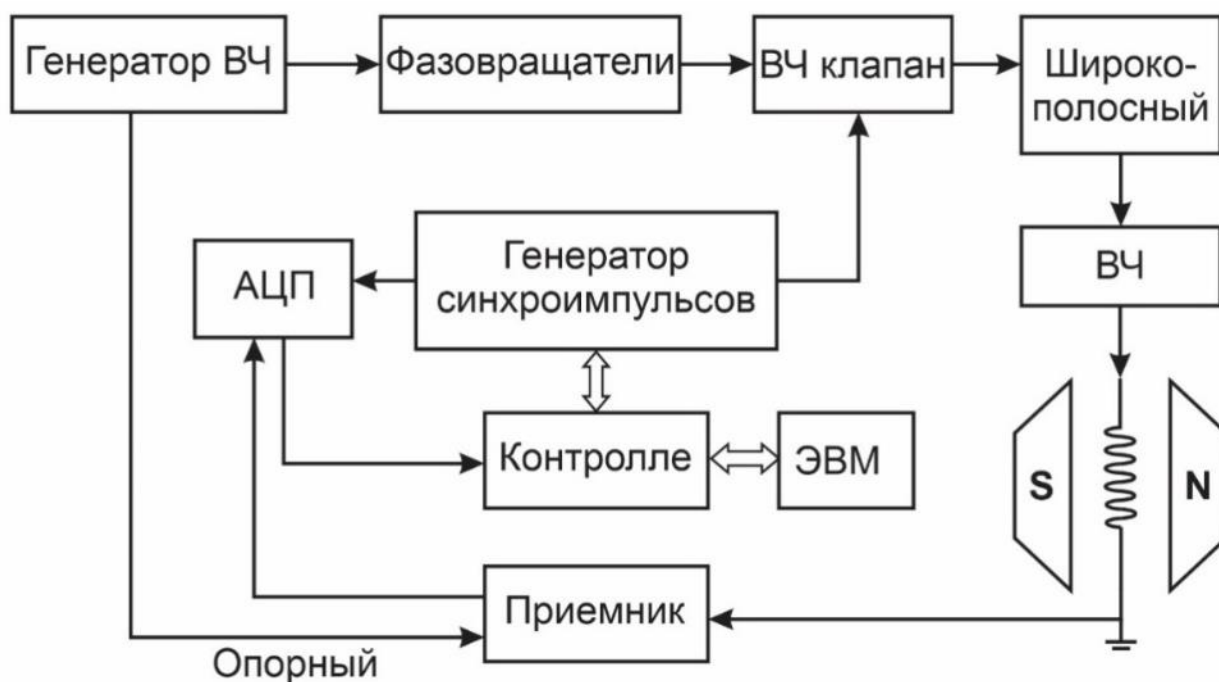 Генератор ВЧ
Фазовращатели
ВЧ клапан
Широко-
полосный
АЦП
Генератор
синхроимпульсов
ВЧ
Контролле
ЭВМ
S
N
Приемник
Опорный